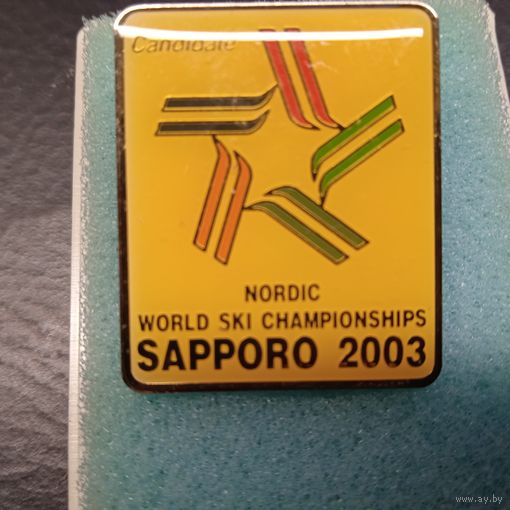 Candidate
NORDIC
WORLD SKI CHAMPIONSHIPS
SAPPORO 2003
www.ay.by